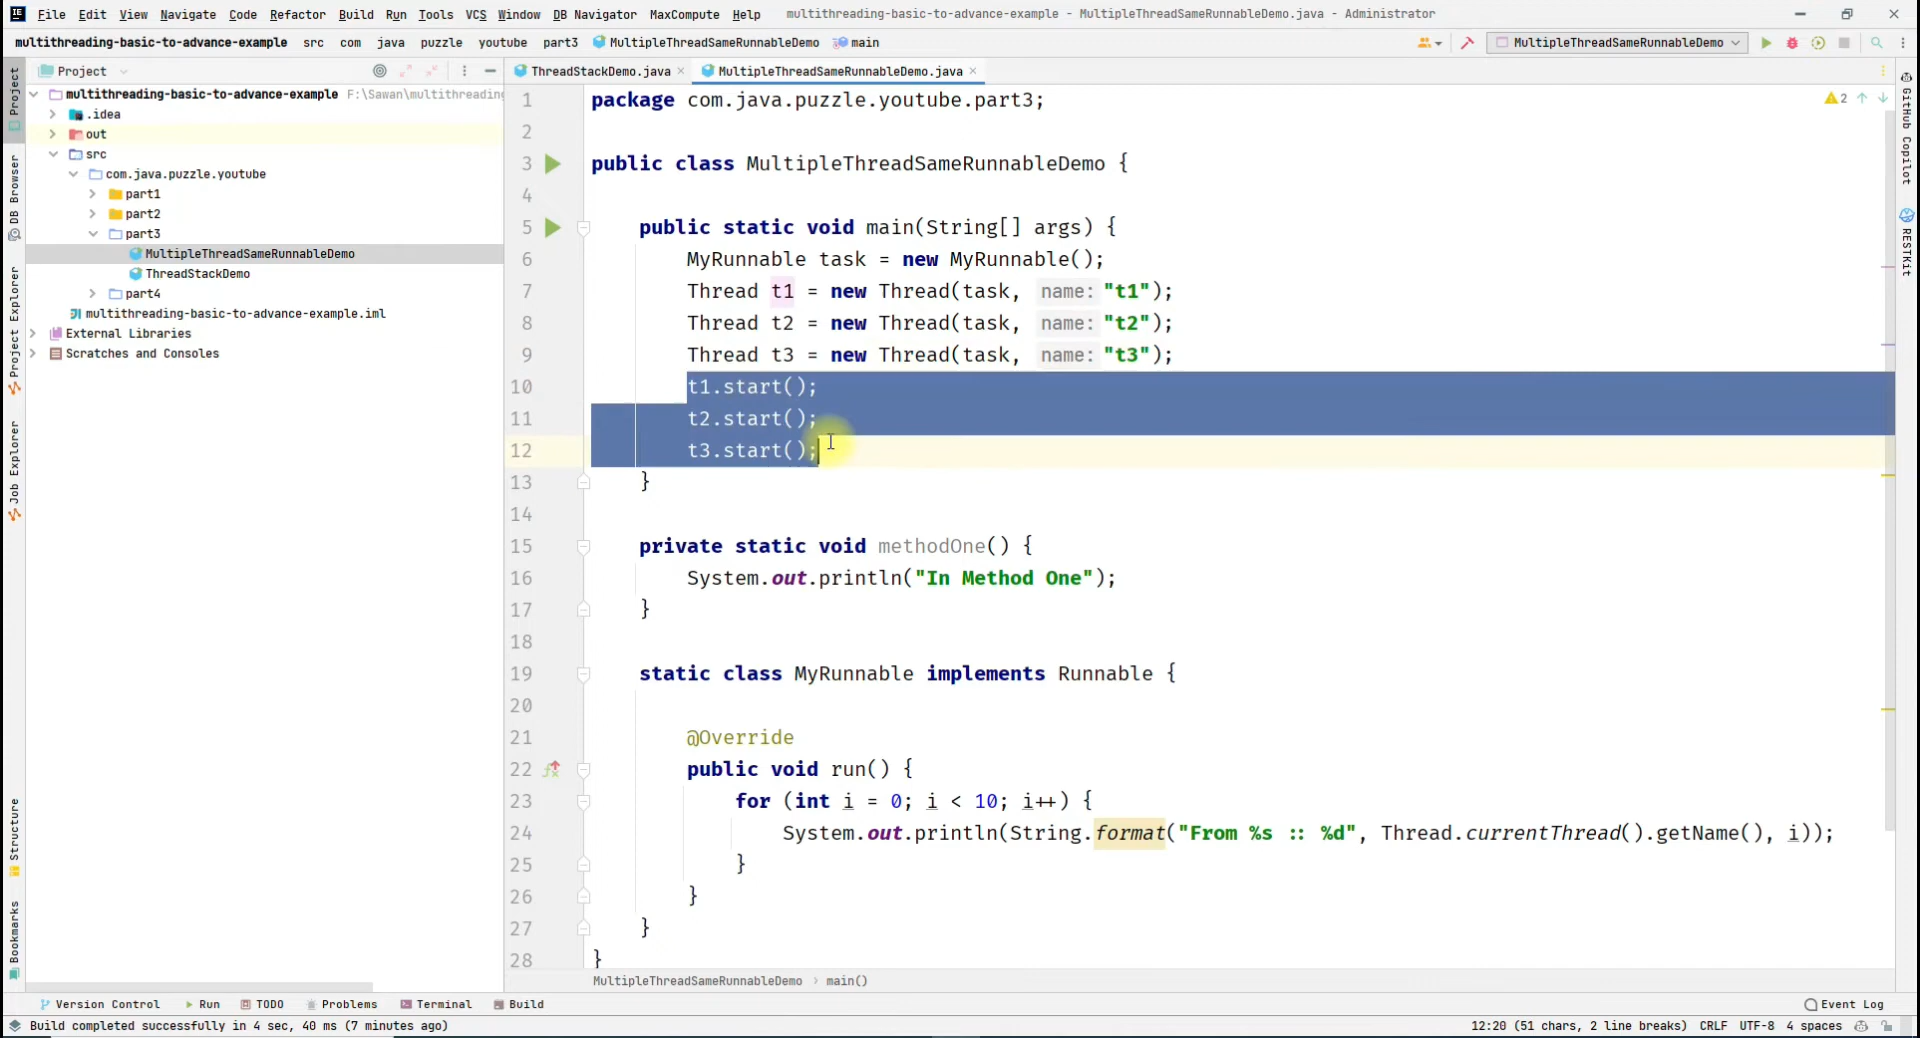 File Edit View Navigate Code Refactor Build Run Tools VCS Window DB Navigator MaxCompute Help multithreading-basic-to-advance-example - MultipleThreadSameRunnableDemo.java - Administrator
multithreading-basic-to-advance-example src com java puzzle youtube part3 MultipleThreadSameRunnableDemo main MultipleThreadSameRunnableDemo
Project
ThreadStackDemo.java MultipleThreadSameRunnableDemo.java
multithreading-basic-to-advance-example F:\Sawan\multithreading
.idea
out
src
com.java.puzzle.youtube
part1
part2
part3
MultipleThreadSameRunnableDemo
ThreadStackDemo
part4
multithreading-basic-to-advance-example.iml
External Libraries
Scratches and Consoles
Project
DB Browser
Project Explorer
Job Explorer
Structure
Bookmarks
1 package com.java.puzzle.youtube.part3;
2
3 public class MultipleThreadSameRunnableDemo {
4
5 public static void main(String[] args) {
6 MyRunnable task = new MyRunnable();
7 Thread t1 = new Thread(task, name: "t1");
8 Thread t2 = new Thread(task, name: "t2");
9 Thread t3 = new Thread(task, name: "t3");
10 t1.start();
11 t2.start();
12 t3.start();
13 }
14
15 private static void methodOne() {
16 System.out.println("In Method One");
17 }
18
19 static class MyRunnable implements Runnable {
20
21 @Override
22 public void run() {
23 for (int i = 0; i < 10; i++) {
24 System.out.println(String.format("From %s :: %d", Thread.currentThread().getName(), i));
25 }
26 }
27 }
28 }
2
GitHub Copilot
RESTKit
MultipleThreadSameRunnableDemo main()
Version Control Run TODO Problems Terminal Build Event Log
Build completed successfully in 4 sec, 40 ms (7 minutes ago) 12:20 (51 chars, 2 line breaks) CRLF UTF-8 4 spaces